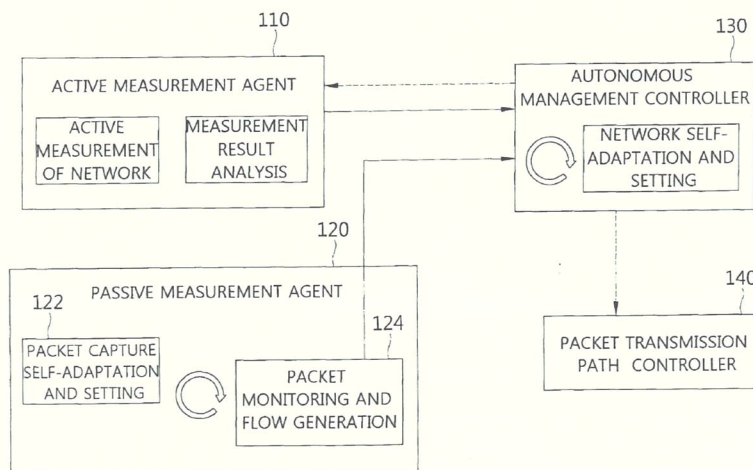 110
ACTIVE MEASUREMENT AGENT
ACTIVE
MEASUREMENT
OF NETWORK
MEASUREMENT
RESULT
ANALYSIS
130
AUTONOMOUS
MANAGEMENT CONTROLLER
NETWORK SELF-
ADAPTATION AND
SETTING
120
PASSIVE MEASUREMENT AGENT
122
PACKET CAPTURE
SELF-ADAPTATION
AND SETTING
124
PACKET
MONITORING AND
FLOW GENERATION
140
PACKET TRANSMISSION
PATH CONTROLLER